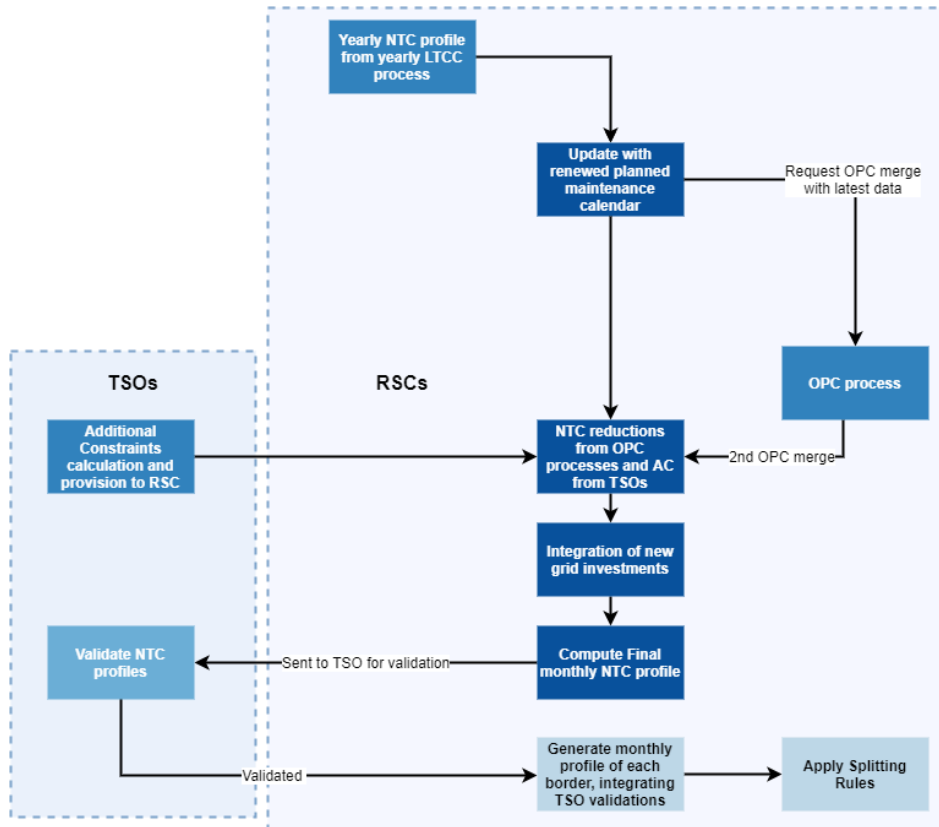 Yearly NTC profile
from yearly LTCC
process
Update with
renewed planned
maintenance
calendar
Request OPC merge
with latest data
TSOs
RSCs
OPC process
Additional
Constraints
calculation and
provision to RSC
NTC reductions
from OPC
processes and AC
from TSOs
2nd OPC merge
Integration of new
grid investments
Validate NTC
profiles
Sent to TSO for validation
Compute Final
monthly NTC profile
Validated
Generate monthly
profile of each
border, integrating
TSO validations
Apply Splitting
Rules